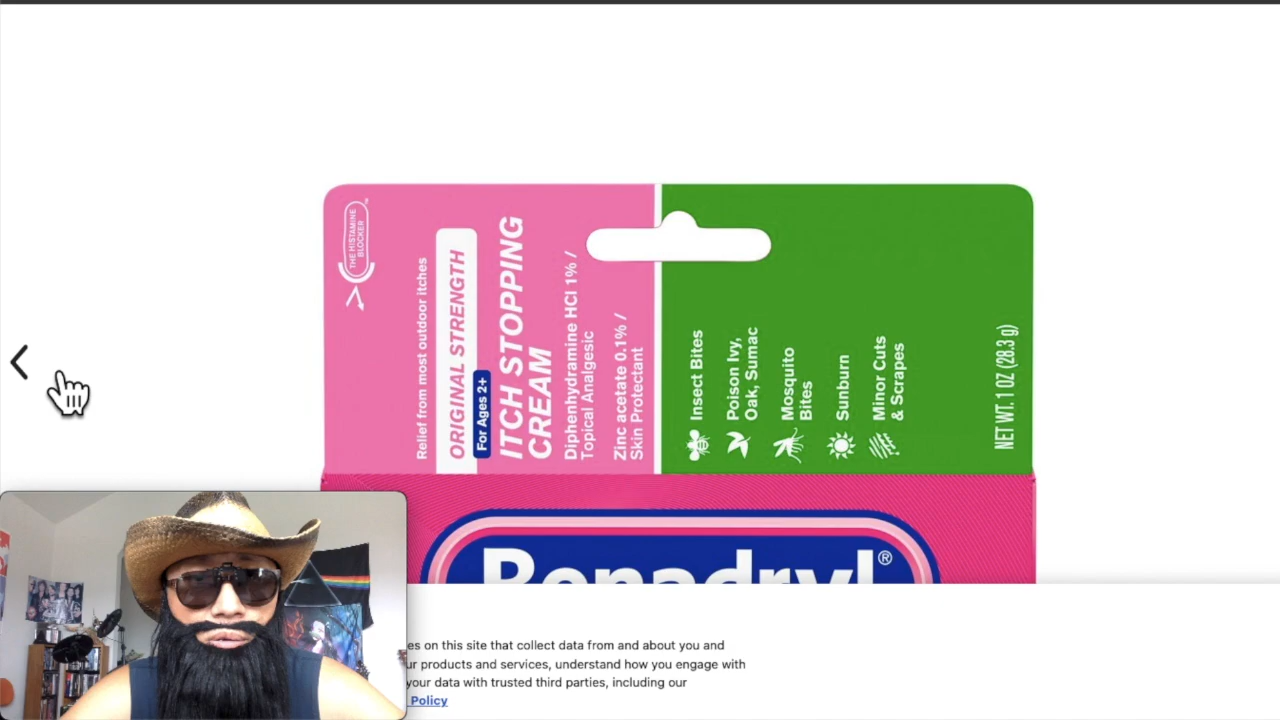 THE HISTAMINE
BLOCKER™
Relief from most outdoor itches
ORIGINAL STRENGTH
For Ages 2+
ITCH STOPPING
CREAM
Diphenhydramine HCl 1% /
Topical Analgesic
Zinc acetate 0.1% /
Skin Protectant
Insect Bites
Poison Ivy,
Oak, Sumac
Mosquito
Bites
Sunburn
Minor Cuts
& Scrapes
NET WT. 1 OZ (28.3 g)
Benadryl®
es on this site that collect data from and about you and
ur products and services, understand how you engage with
your data with trusted third parties, including our
Policy